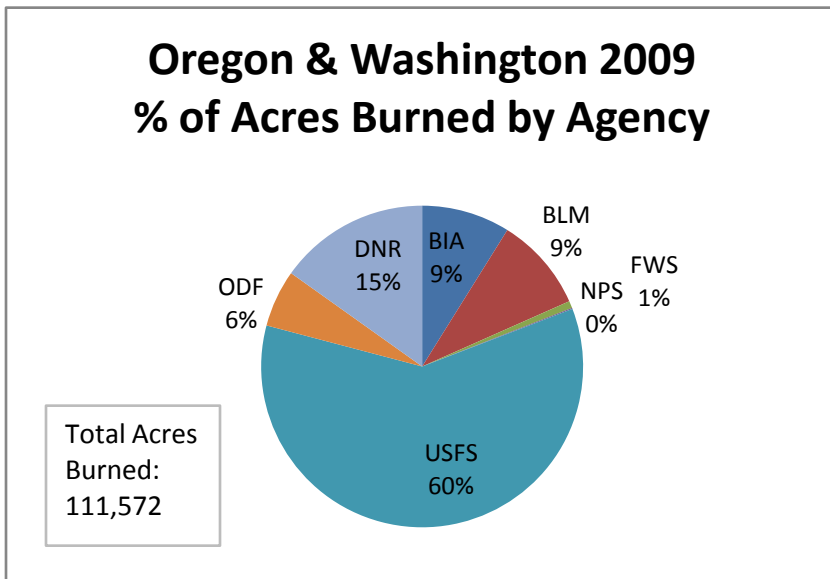 Oregon & Washington 2009
% of Acres Burned by Agency
BIA
9%
BLM
9%
FWS
1%
NPS
0%
USFS
60%
ODF
6%
DNR
15%
Total Acres
Burned:
111,572